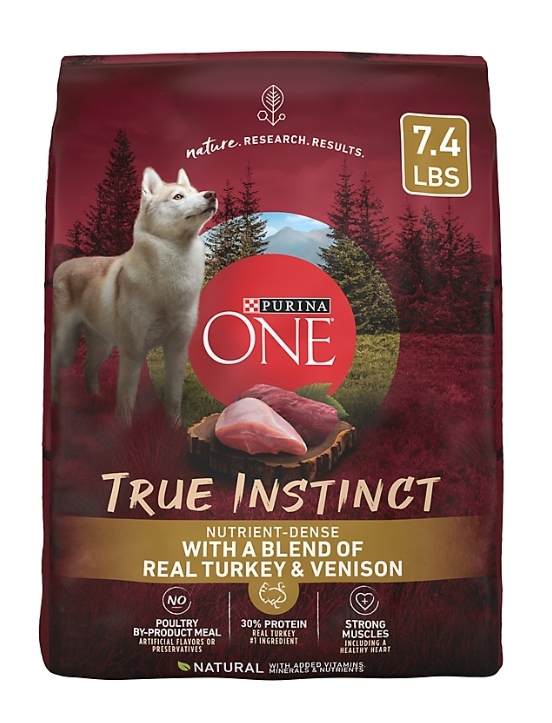 nature. RESEARCH. RESULTS.
7.4
LBS
PURINA
ONE
TRUE INSTINCT
NUTRIENT-DENSE
WITH A BLEND OF
REAL TURKEY & VENISON
NO
POULTRY
BY-PRODUCT MEAL
ARTIFICIAL FLAVORS OR
PRESERVATIVES
30% PROTEIN
REAL TURKEY
#1 INGREDIENT
STRONG
MUSCLES
INCLUDING A
HEALTHY HEART
NATURAL WITH ADDED VITAMINS,
MINERALS & NUTRIENTS